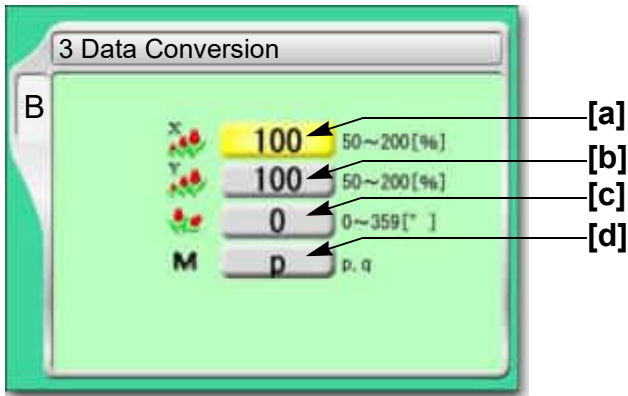 3 Data Conversion
B
X 100 50~200[%] [a]
Y 100 50~200[%] [b]
0 0~359[° ] [c]
M p p, q [d]